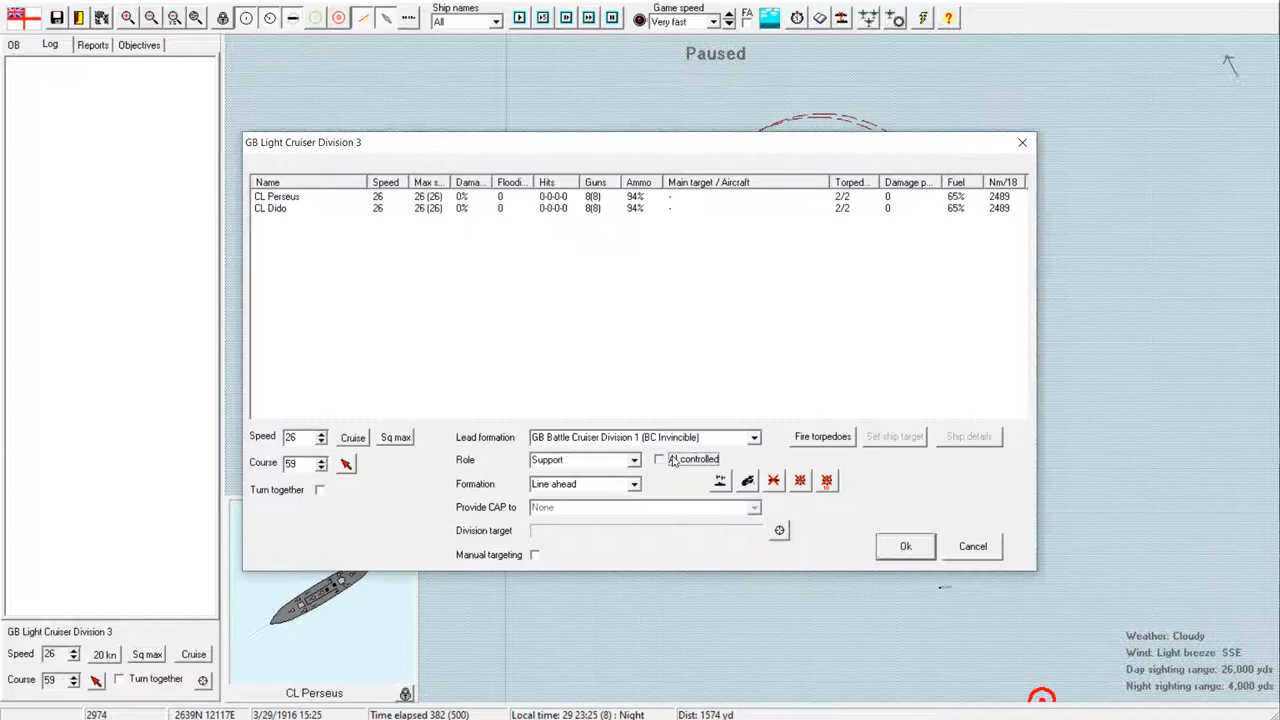 Ship names
All
Game speed
Very fast
FA
OB
Log
Reports
Objectives
Paused
GB Light Cruiser Division 3
Name
Speed
Max s...
Dama...
Floodi...
Hits
Guns
Ammo
Main target / Aircraft
Torped...
Damage p...
Fuel
Nm/18
CL Perseus 26 26 (26) 0% 0 0-0-0-0 8(8) 94% - 2/2 0 65% 2489
CL Dido 26 26 (26) 0% 0 0-0-0-0 8(8) 94% - 2/2 0 65% 2489
Speed 26 Cruise Sq max
Course 59
Turn together
Lead formation GB Battle Cruiser Division 1 (BC Invincible)
Role Support controlled
Formation Line ahead
Provide CAP to None
Division target
Manual targeting
Fire torpedoes Set ship target Ship details
Ok Cancel
GB Light Cruiser Division 3
Speed 26 20 kn Sq max Cruise
Course 59 Turn together
CL Perseus
Weather: Cloudy
Wind: Light breeze SSE
Day sighting range: 26,000 yds
Night sighting range: 4,000 yds
2974 2639N 12117E 3/29/1916 15:25 Time elapsed 382 (500) Local time: 29 23:25 (8) : Night Dist: 1574 yd